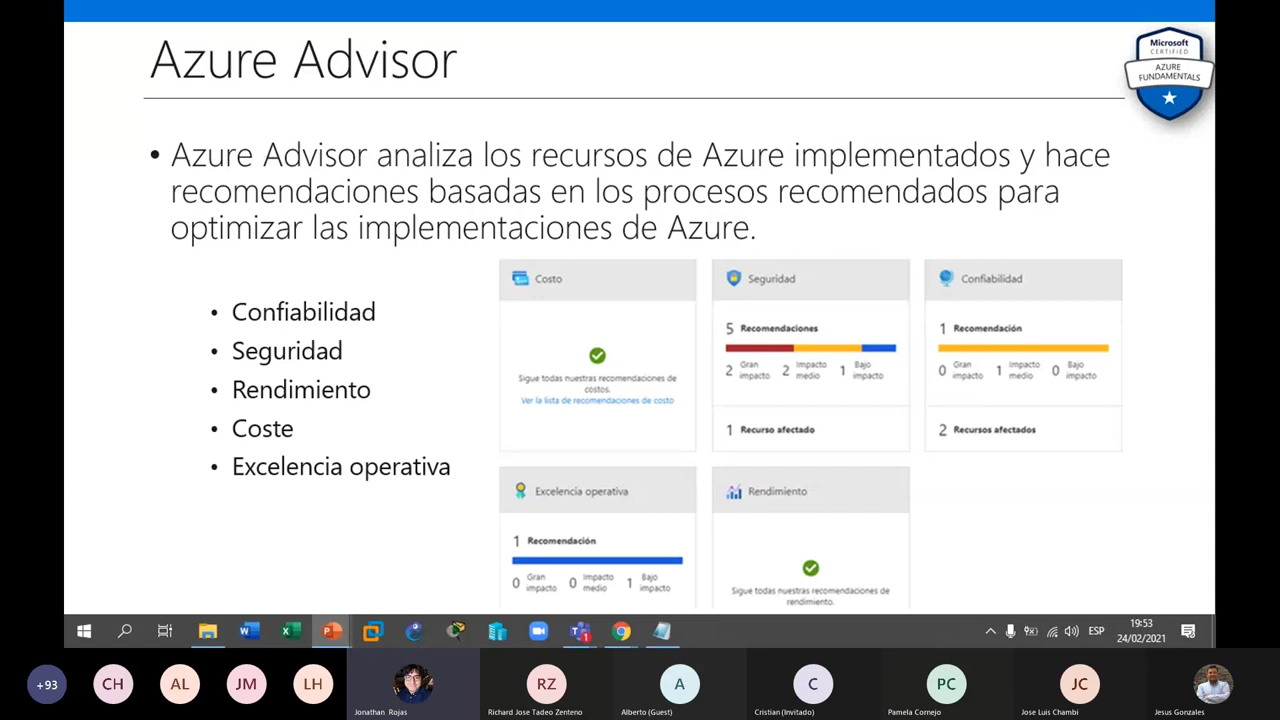 Azure Advisor
Microsoft
CERTIFIED
AZURE
FUNDAMENTALS
• Azure Advisor analiza los recursos de Azure implementados y hace
recomendaciones basadas en los procesos recomendados para
optimizar las implementaciones de Azure.
• Confiabilidad
• Seguridad
• Rendimiento
• Coste
• Excelencia operativa
Costo
Sigue todas nuestras recomendaciones de
costos.
Ver la lista de recomendaciones de costo
Seguridad
5 Recomendaciones
2 Gran impacto 2 Impacto medio 1 Bajo impacto
1 Recurso afectado
Confiabilidad
1 Recomendación
0 Gran impacto 1 Impacto medio 0 Bajo impacto
2 Recursos afectados
Excelencia operativa
1 Recomendación
0 Gran impacto 0 Impacto medio 1 Bajo impacto
Rendimiento
Sigue todas nuestras recomendaciones de
rendimiento.
ESP
19:53
24/02/2021
+93
CH
AL
JM
LH
Jonathan Rojas
RZ
Richard Jose Tadeo Zenteno
A
Alberto (Guest)
C
Cristian (Invitado)
PC
Pamela Cornejo
JC
Jose Luis Chambi
Jesus Gonzales